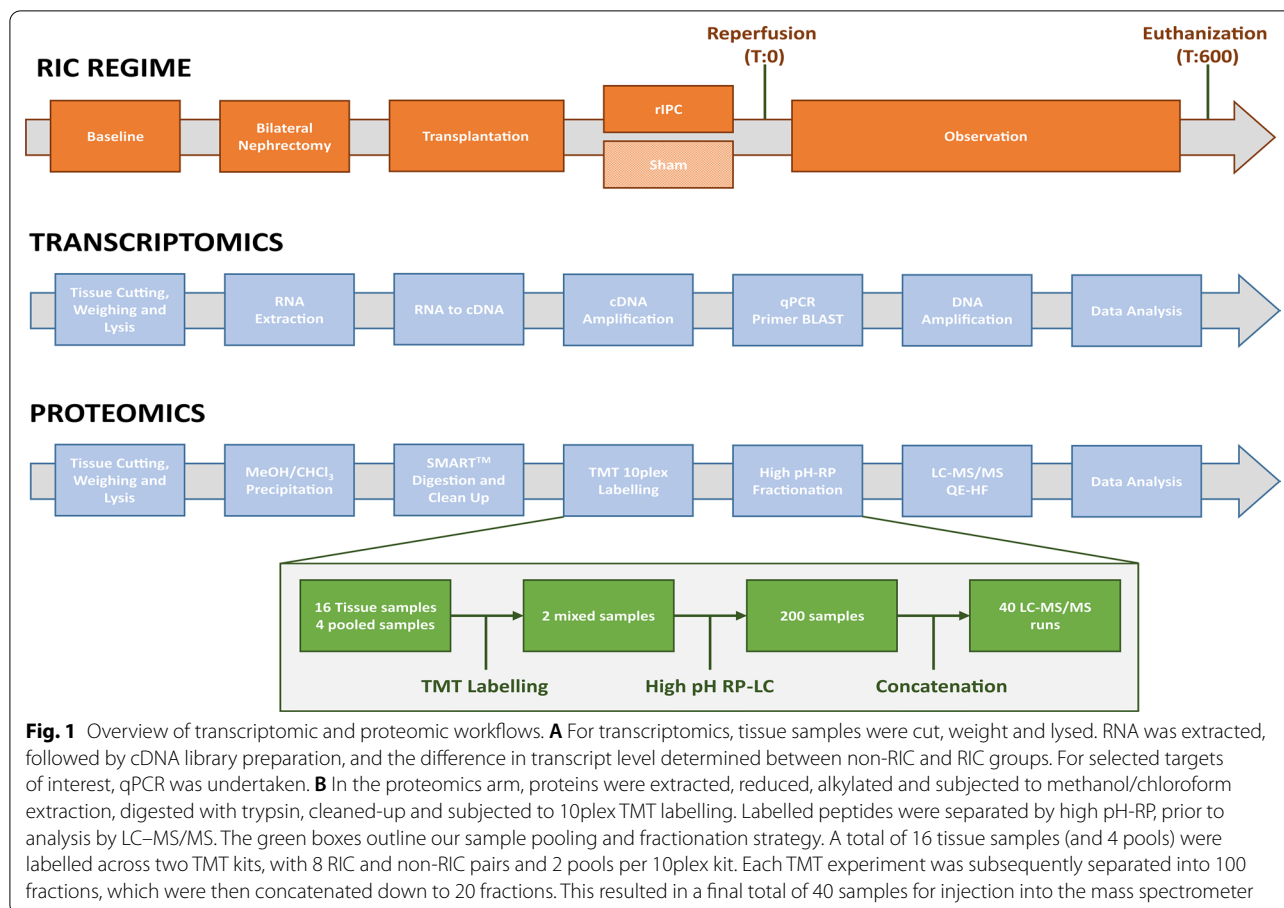 RIC REGIME
Reperfusion
(T:0)
Euthanization
(T:600)
Baseline
Bilateral
Nephrectomy
Transplantation
rIPC
Sham
Observation
TRANSCRIPTOMICS
Tissue Cutting,
Weighing and
Lysis
RNA
Extraction
RNA to cDNA
cDNA
Amplification
qPCR
Primer BLAST
DNA
Amplification
Data Analysis
PROTEOMICS
Tissue Cutting,
Weighing and
Lysis
MeOH/CHCl₃
Precipitation
SMART™
Digestion and
Clean Up
TMT 10plex
Labelling
High pH-RP
Fractionation
LC-MS/MS
QE-HF
Data Analysis
16 Tissue samples
4 pooled samples
2 mixed samples
200 samples
40 LC-MS/MS
runs
TMT Labelling
High pH RP-LC
Concatenation
Fig. 1 Overview of transcriptomic and proteomic workflows. A For transcriptomics, tissue samples were cut, weight and lysed. RNA was extracted,
followed by cDNA library preparation, and the difference in transcript level determined between non-RIC and RIC groups. For selected targets
of interest, qPCR was undertaken. B In the proteomics arm, proteins were extracted, reduced, alkylated and subjected to methanol/chloroform
extraction, digested with trypsin, cleaned-up and subjected to 10plex TMT labelling. Labelled peptides were separated by high pH-RP, prior to
analysis by LC–MS/MS. The green boxes outline our sample pooling and fractionation strategy. A total of 16 tissue samples (and 4 pools) were
labelled across two TMT kits, with 8 RIC and non-RIC pairs and 2 pools per 10plex kit. Each TMT experiment was subsequently separated into 100
fractions, which were then concatenated down to 20 fractions. This resulted in a final total of 40 samples for injection into the mass spectrometer